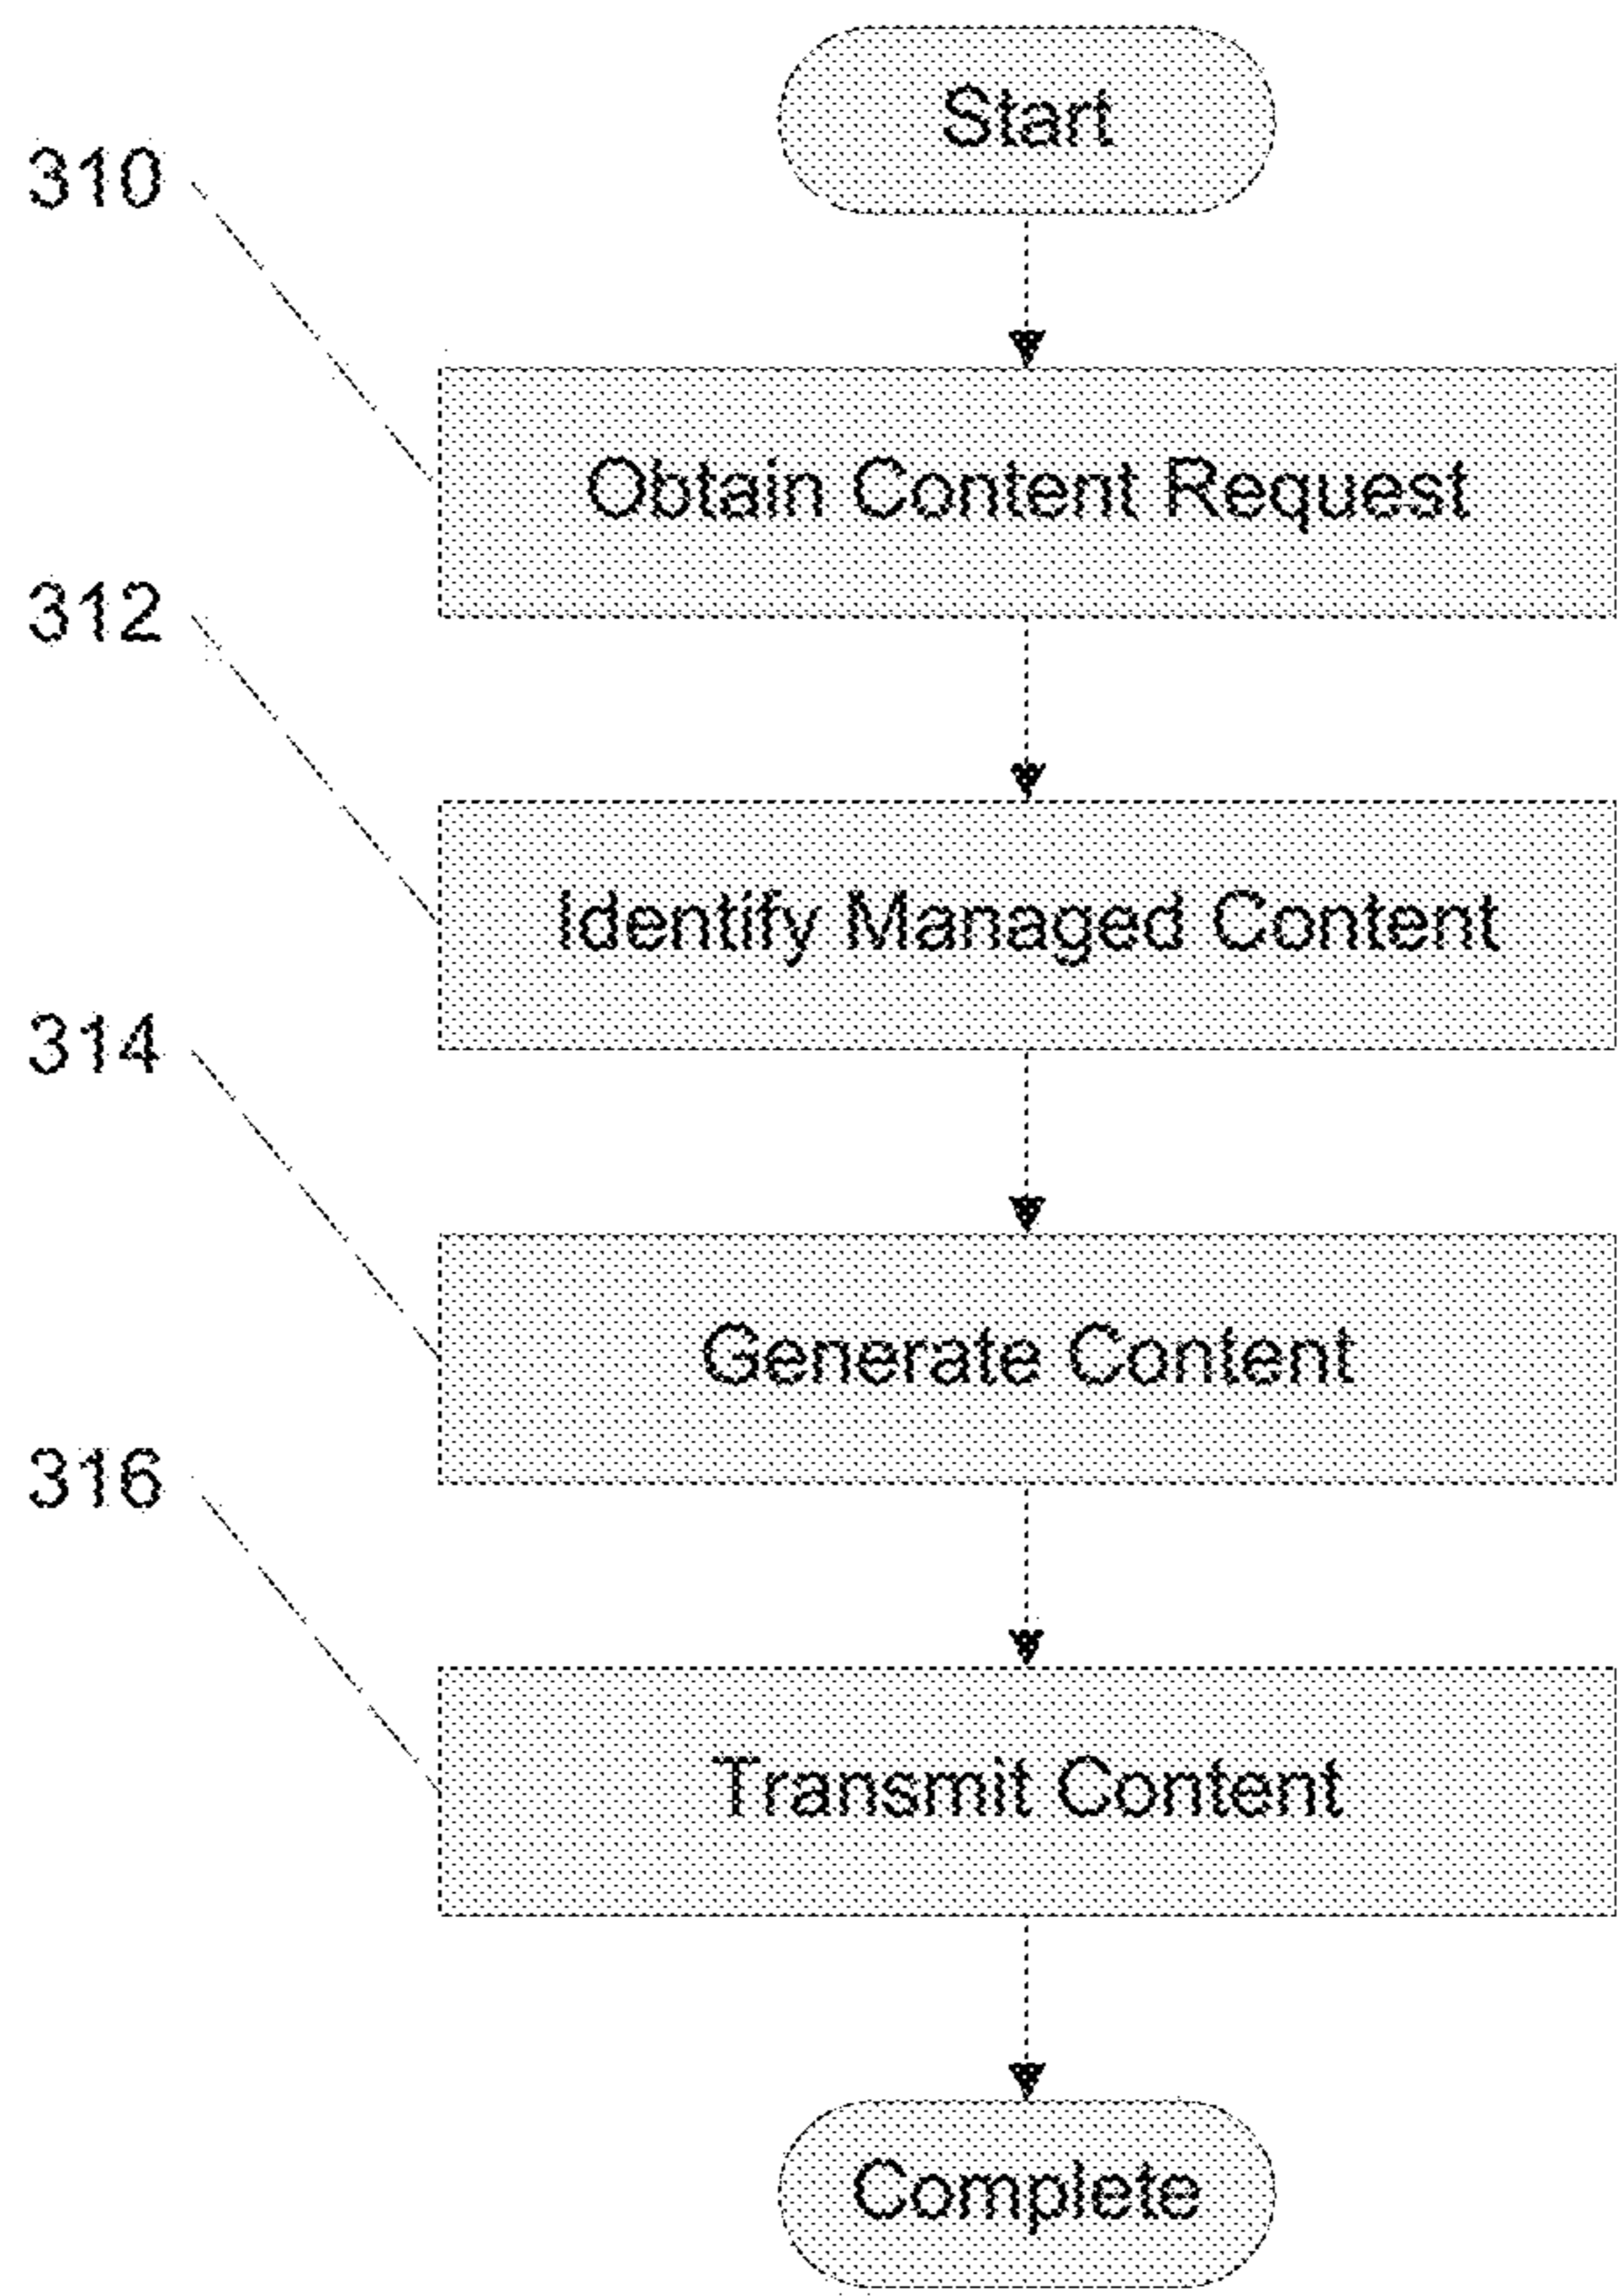 Start
310
Obtain Content Request
312
Identify Managed Content
314
Generate Content
316
Transmit Content
Complete